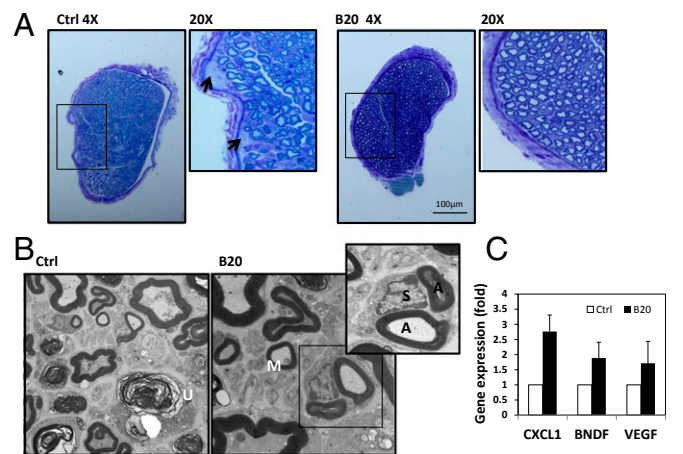 A
Ctrl 4X
20X
B20 4X
20X
100µm
B
Ctrl
B20
U
M
S
A
A
C
Gene expression (fold)
4
3.5
3
2.5
2
1.5
1
0.5
0
Ctrl
B20
CXCL1
BNDF
VEGF